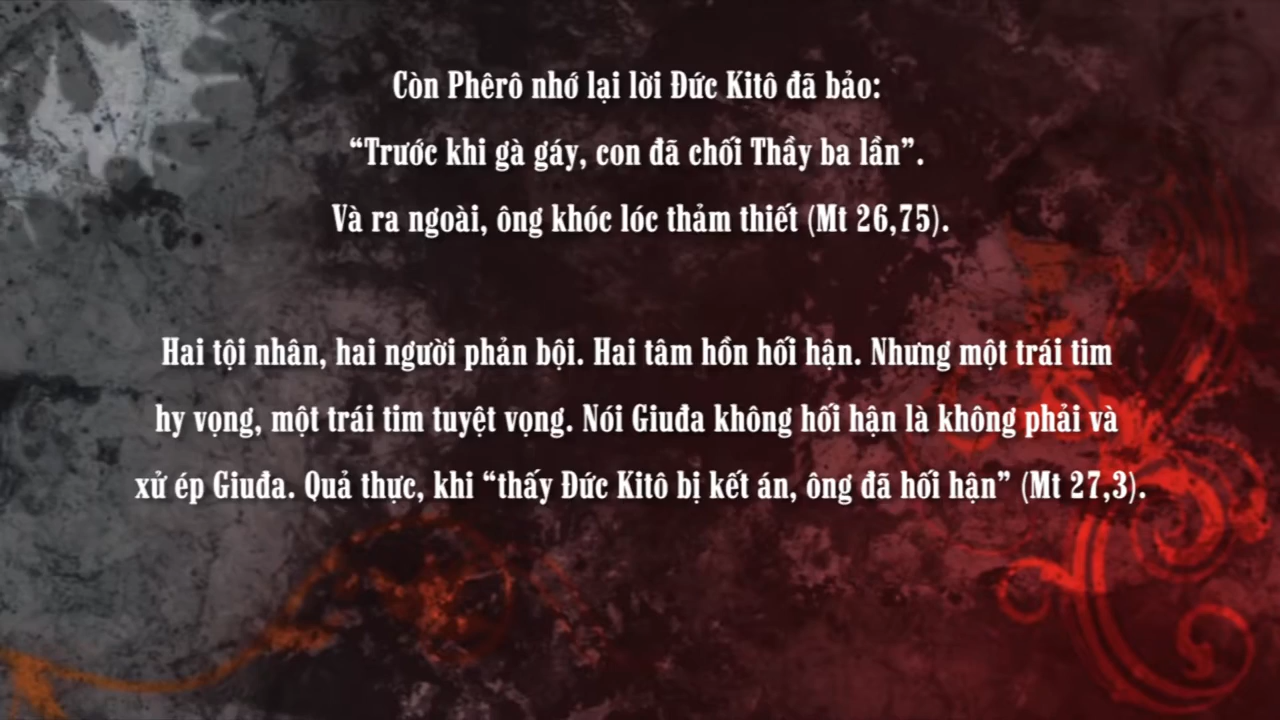 Còn Phêrô nhớ lại lời Đức Kitô đã bảo:
“Trước khi gà gáy, con đã chối Thầy ba lần”.
Và ra ngoài, ông khóc lóc thảm thiết (Mt 26,75).
Hai tội nhân, hai người phản bội. Hai tâm hồn hối hận. Nhưng một trái tim
hy vọng, một trái tim tuyệt vọng. Nói Giuđa không hối hận là không phải và
xử ép Giuđa. Quả thực, khi “thấy Đức Kitô bị kết án, ông đã hối hận” (Mt 27,3).